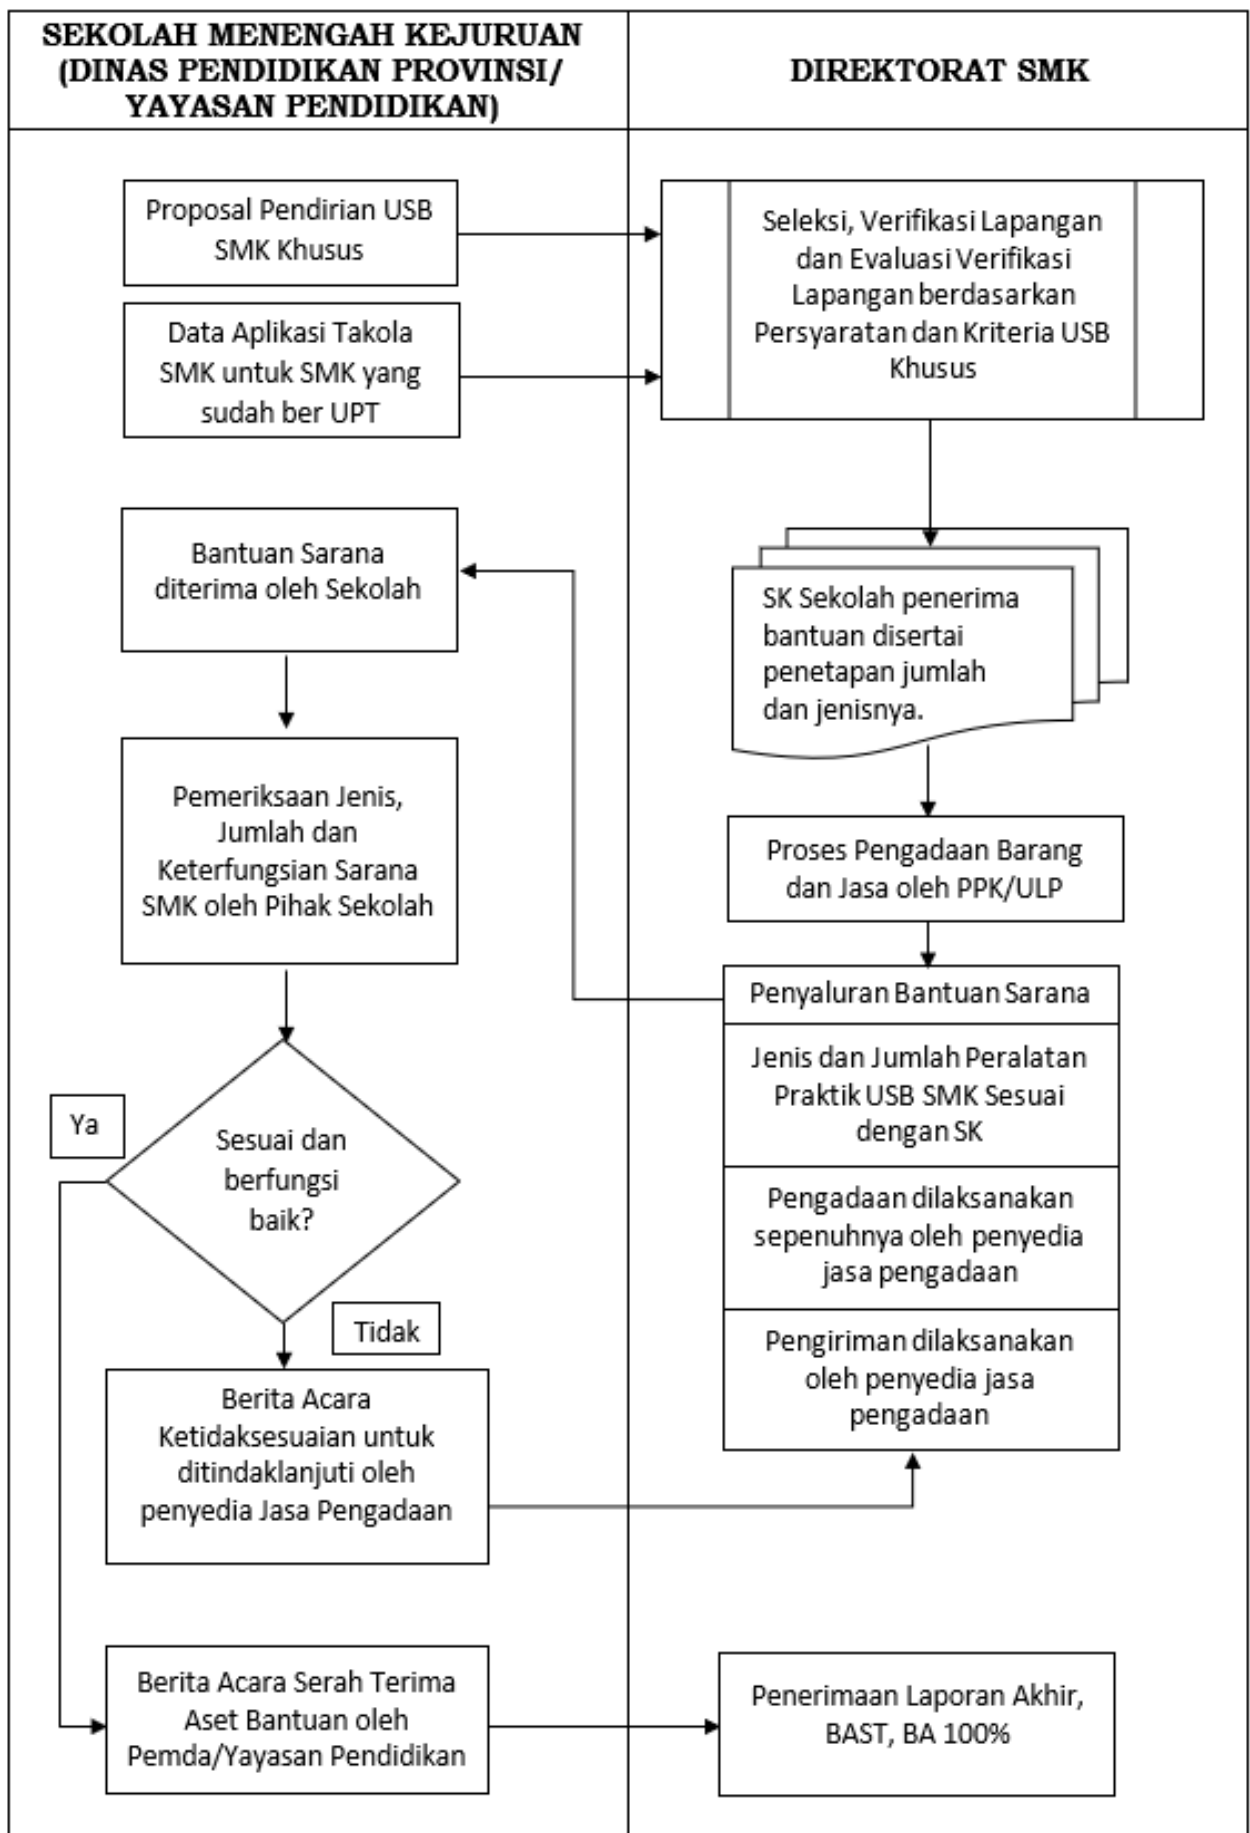 SEKOLAH MENENGAH KEJURUAN
(DINAS PENDIDIKAN PROVINSI/
YAYASAN PENDIDIKAN)
DIREKTORAT SMK
Proposal Pendirian USB
SMK Khusus
Seleksi, Verifikasi Lapangan
dan Evaluasi Verifikasi
Lapangan berdasarkan
Persyaratan dan Kriteria USB
Khusus
Data Aplikasi Takola
SMK untuk SMK yang
sudah ber UPT
SK Sekolah penerima
bantuan disertai
penetapan jumlah
dan jenisnya.
Proses Pengadaan Barang
dan Jasa oleh PPK/ULP
Penyaluran Bantuan Sarana
Jenis dan Jumlah Peralatan
Praktik USB SMK Sesuai
dengan SK
Pengadaan dilaksanakan
sepenuhnya oleh penyedia
jasa pengadaan
Pengiriman dilaksanakan
oleh penyedia jasa
pengadaan
Bantuan Sarana
diterima oleh Sekolah
Pemeriksaan Jenis,
Jumlah dan
Keterfungsian Sarana
SMK oleh Pihak Sekolah
Sesuai dan
berfungsi
baik?
Ya
Tidak
Berita Acara
Ketidaksesuaian untuk
ditindaklanjuti oleh
penyedia Jasa Pengadaan
Berita Acara Serah Terima
Aset Bantuan oleh
Pemda/Yayasan Pendidikan
Penerimaan Laporan Akhir,
BAST, BA 100%